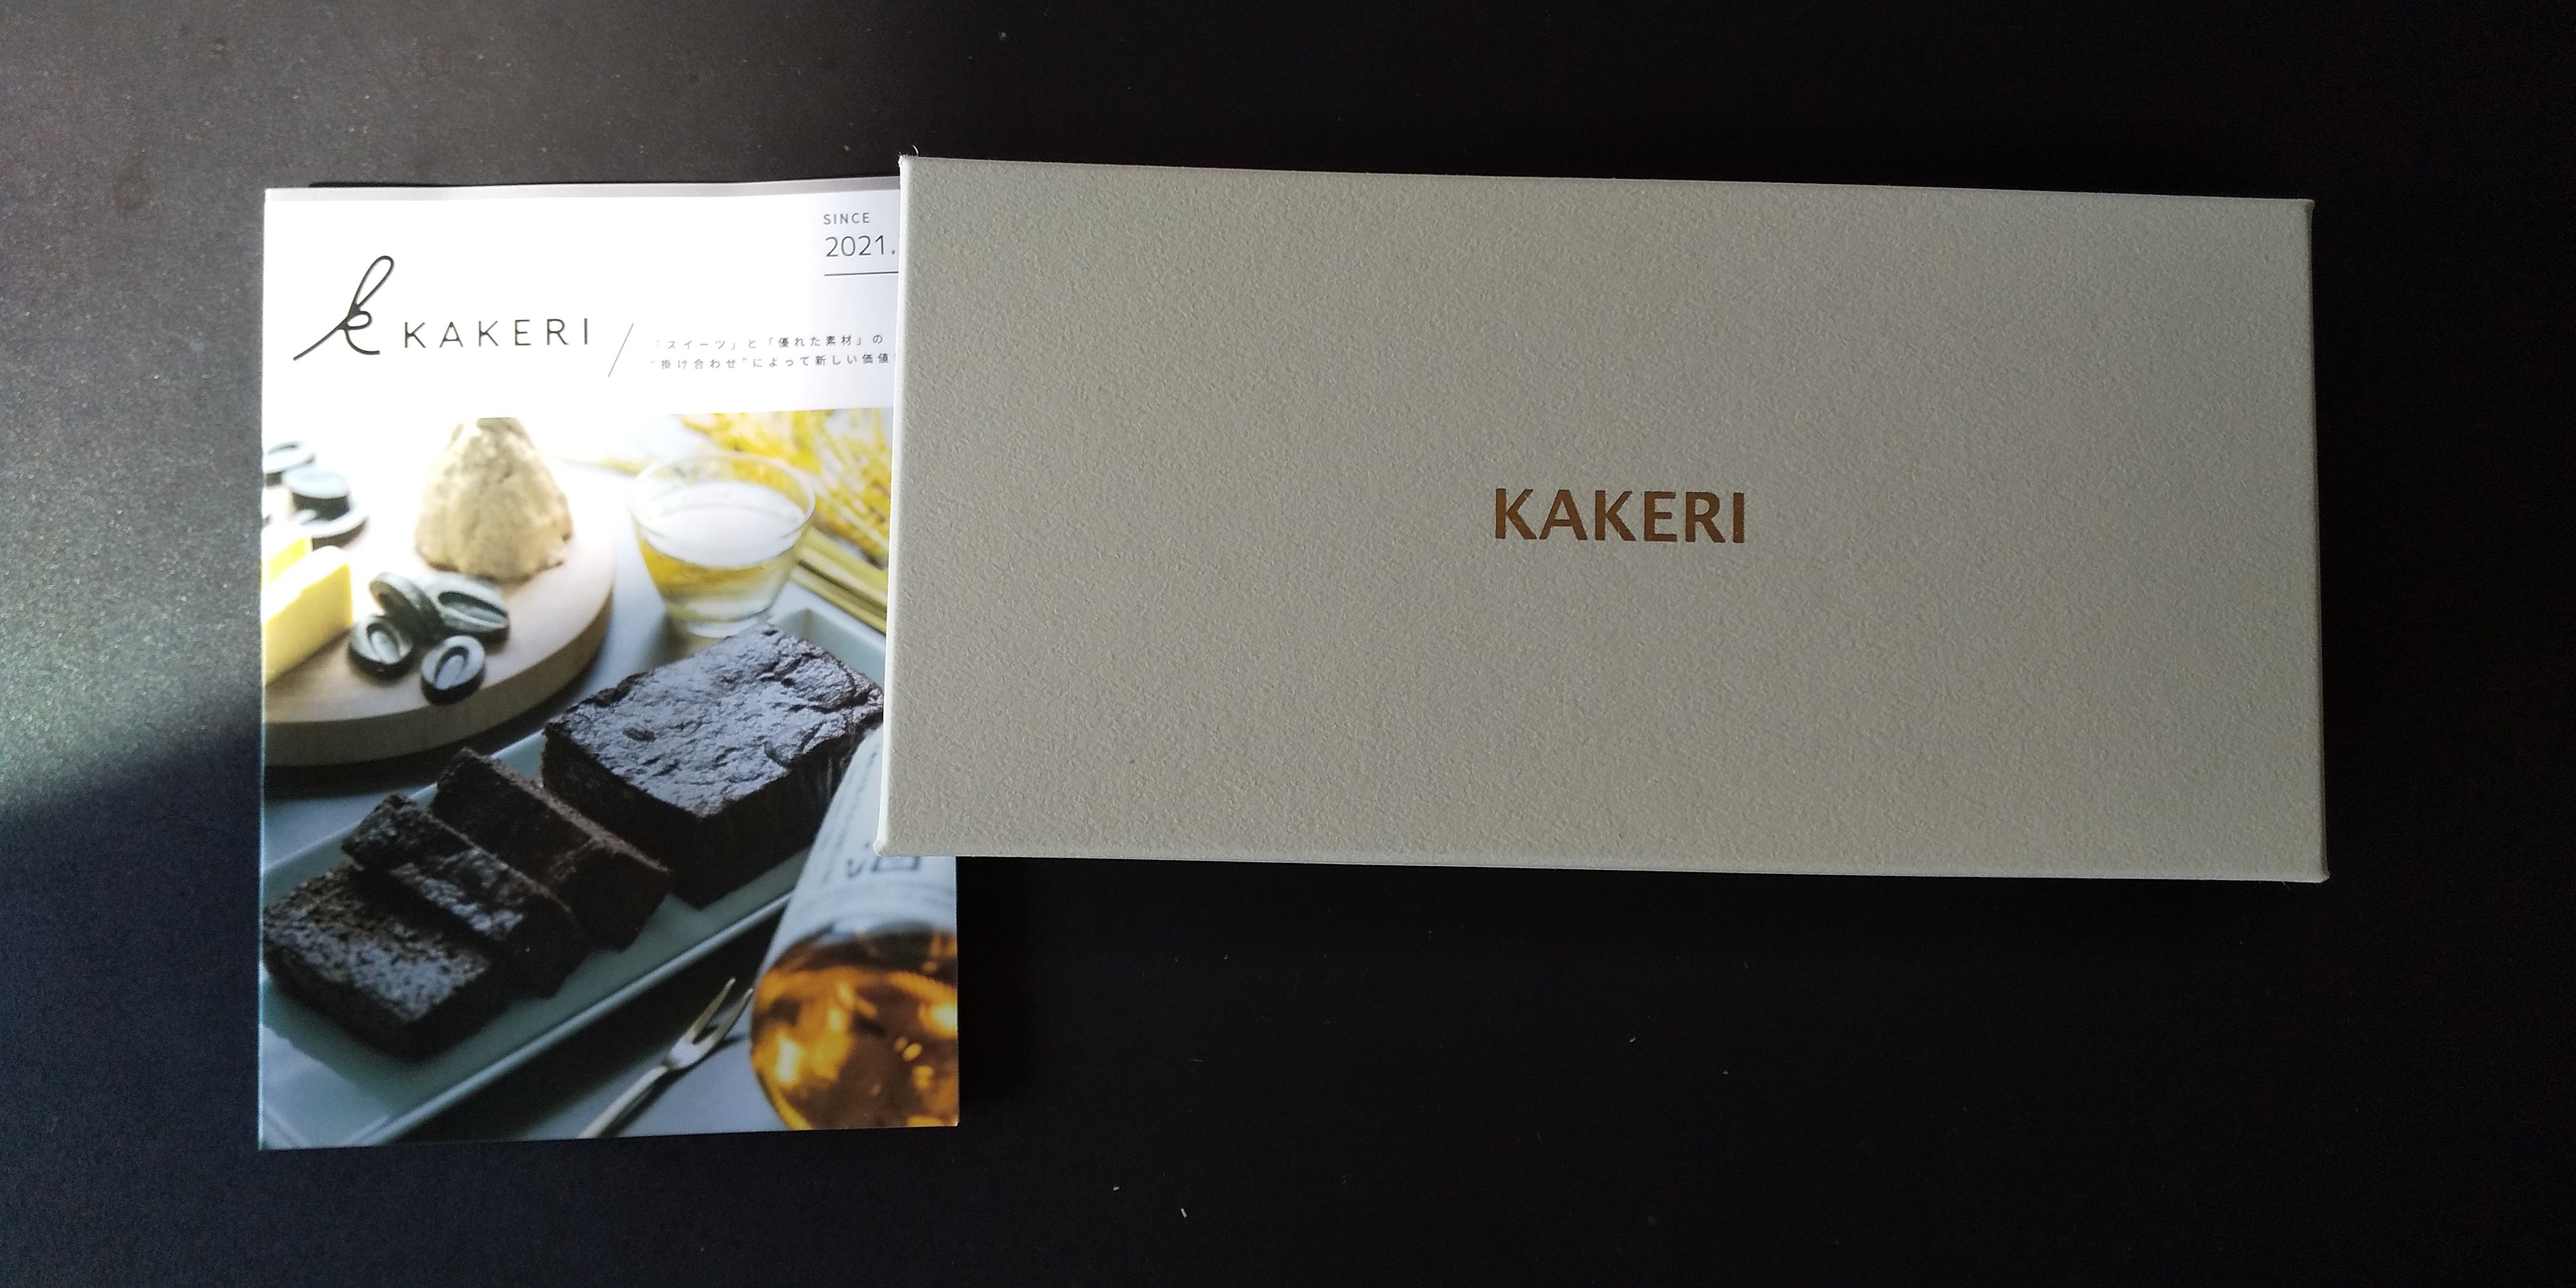 SINCE
2021.
k KAKERI
「スイーツ」と「優れた素材」の
"掛け合わせ"によって新しい価値
KAKERI